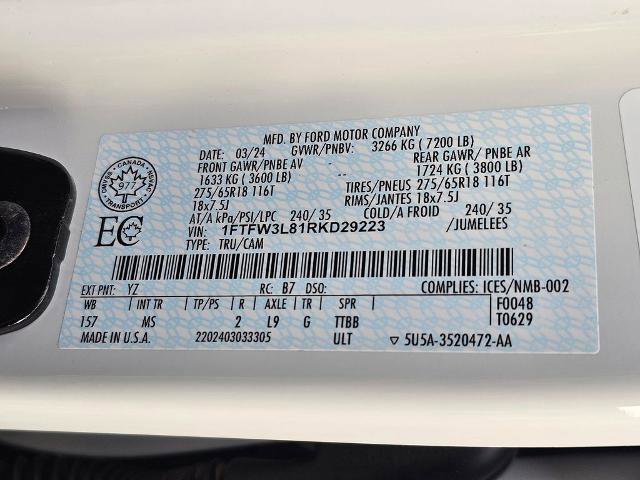 MFD. BY FORD MOTOR COMPANY
DATE: 03/24 GVWR/PNBV: 3266 KG ( 7200 LB)
FRONT GAWR/PNBE AV REAR GAWR/ PNBE AR
1633 KG ( 3600 LB) 1724 KG ( 3800 LB)
275/65R18 116T TIRES/PNEUS 275/65R18 116T
18x7.5J RIMS/JANTES 18x7.5J
AT/A kPa/PSI/LPC 240/ 35 COLD/A FROID 240/ 35
VIN: 1FTFW3L81RKD29223 /JUMELEES
TYPE: TRU/CAM
CANADA
977
TRANSPORT
EC
EXT PNT: YZ RC: B7 DSO: COMPLIES: ICES/NMB-002
WB INT TR TP/PS R AXLE TR SPR F0048
157 MS 2 L9 G TTBB T0629
MADE IN U.S.A. 2202403033305 ULT ▽ 5U5A-3520472-AA